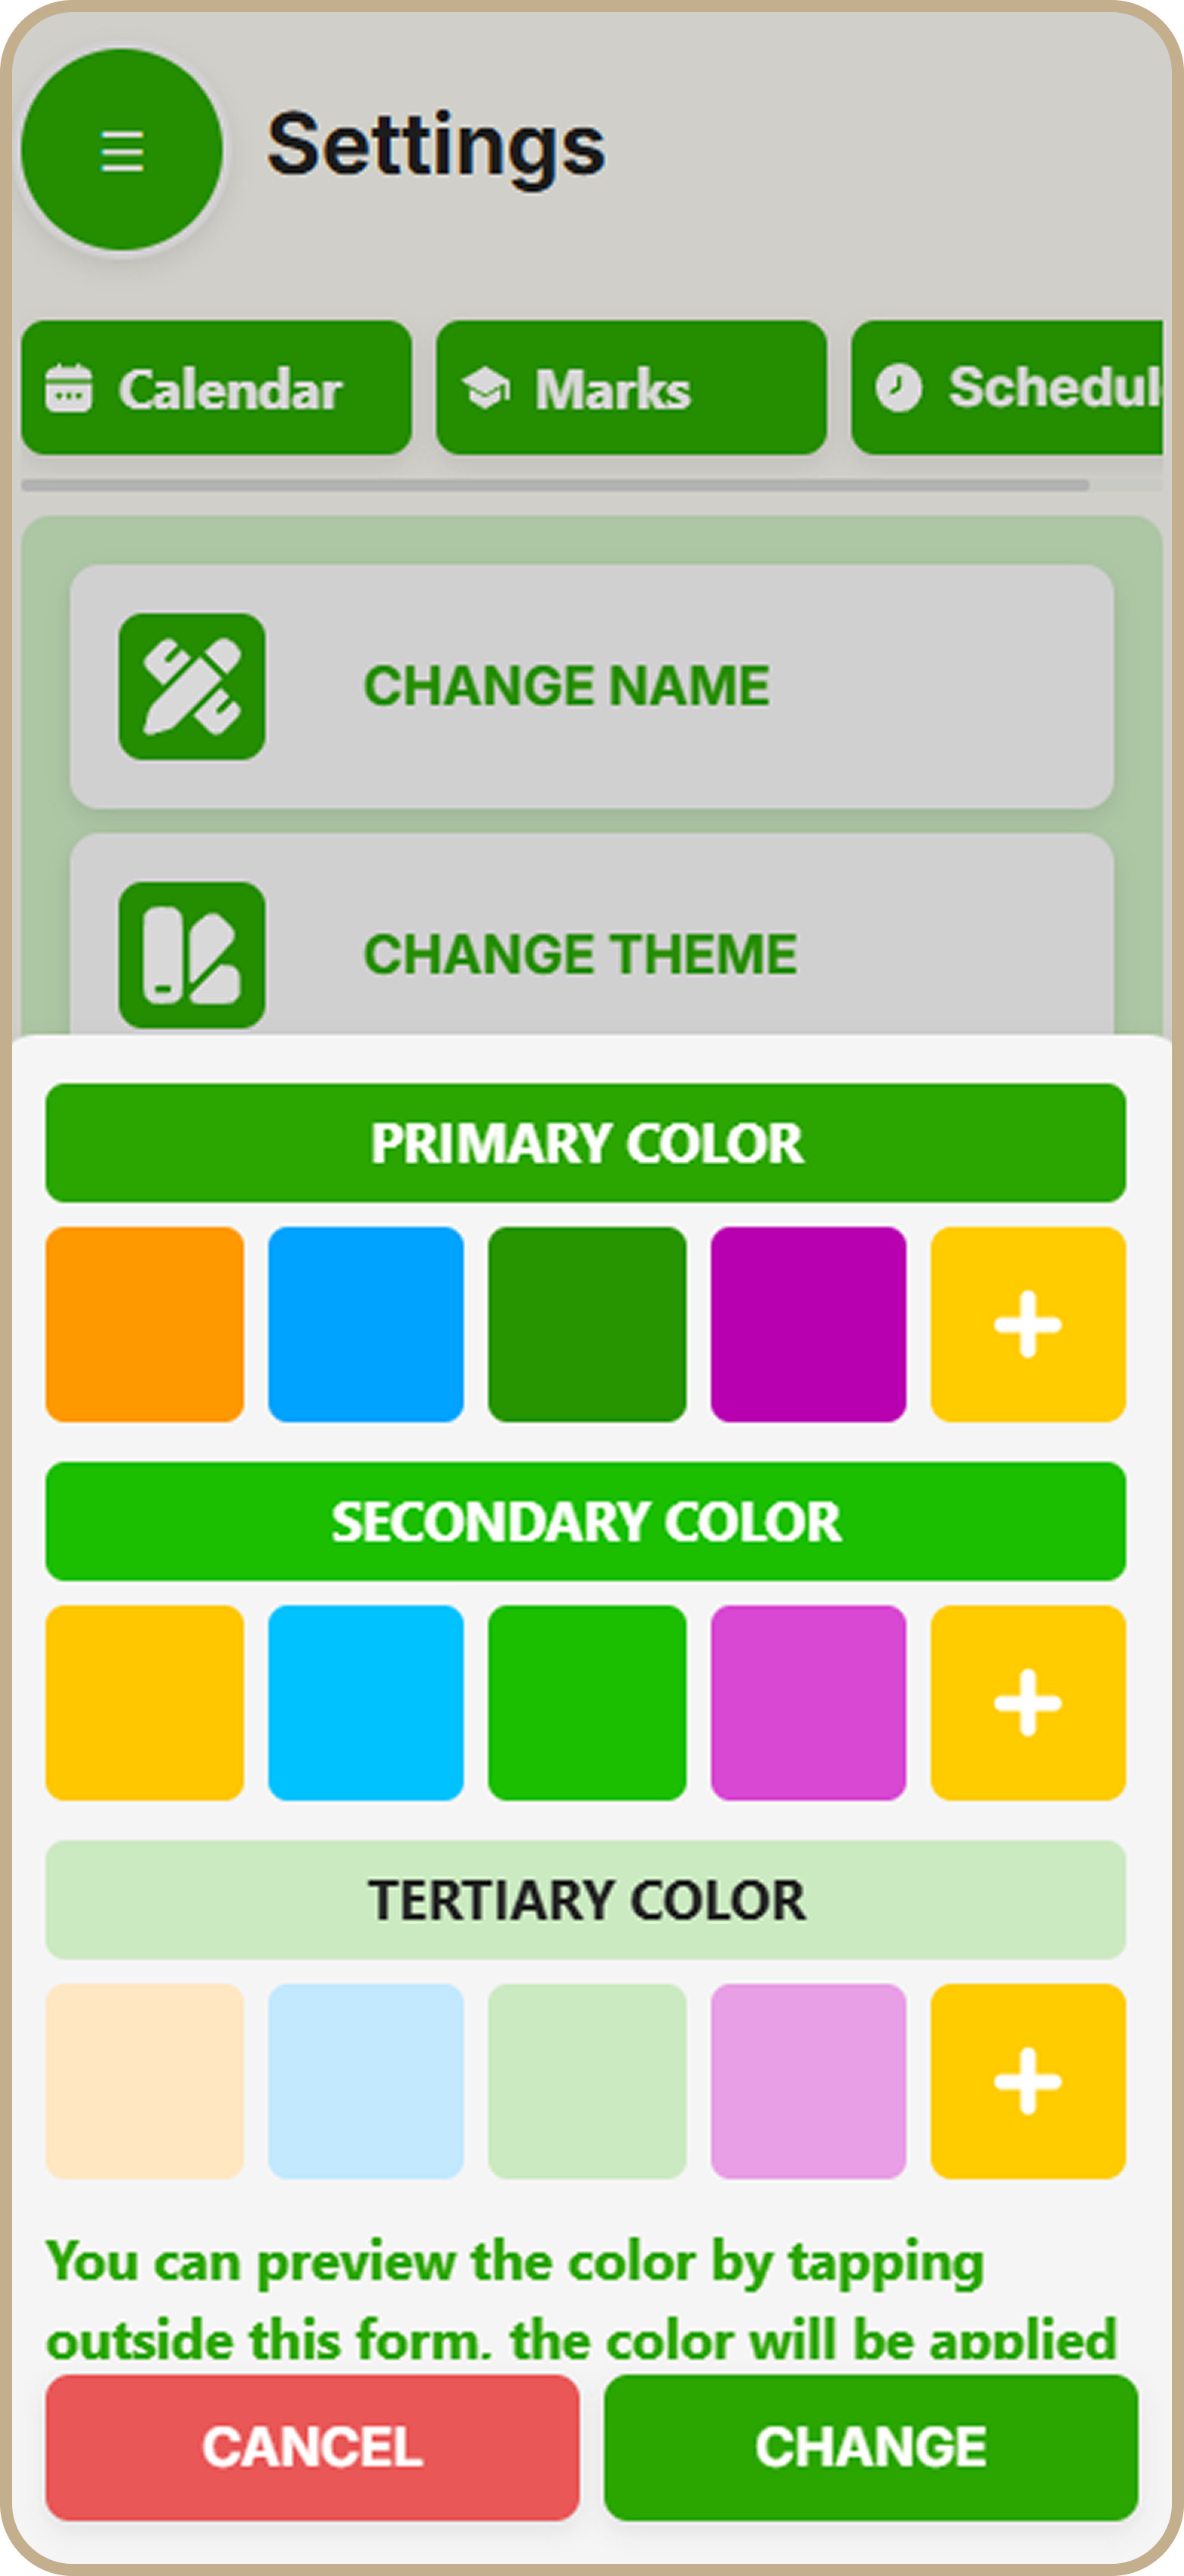 Settings
Calendar
Marks
CHANGE NAME
CHANGE THEME
PRIMARY COLOR
SECONDARY COLOR
TERTIARY COLOR
You can preview the color by tapping
outside this form, the color will be applied
CANCEL
CHANGE